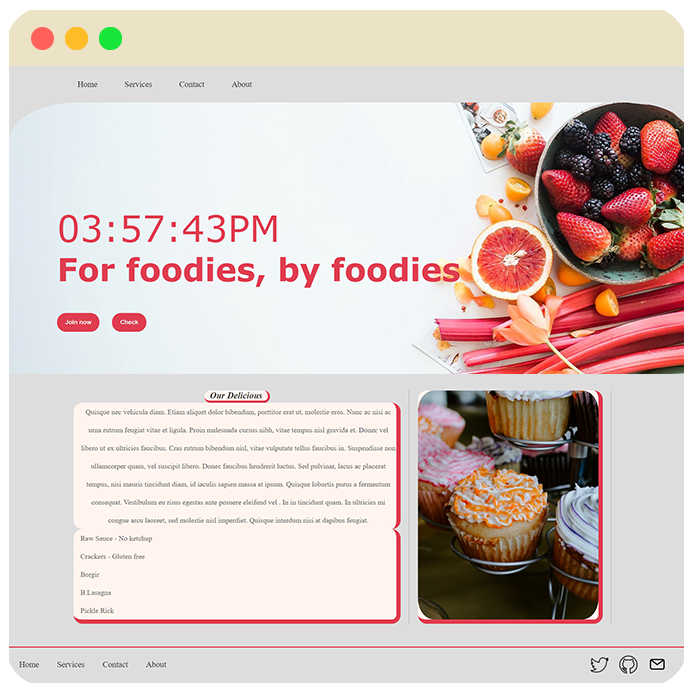 Home Services Contact About
03:57:43PM
For foodies, by foodies
Join now Check
Our Delicious
Quisque nec vehicula diam. Etiam aliquet dolor bibendum, porttitor erat ut, molestie eros. Nunc ac nisi ac
urna rutrum feugiat vitae et ligula. Proin malesuada cursus nibh, vitae tempus nisl gravida et. Donec vel
libero ut ex ultricies faucibus. Cras rutrum bibendum nisl, vitae vulputate tellus faucibus in. Suspendisse non
ullamcorper quam, vel suscipit libero. Donec faucibus hendrerit luctus. Sed pulvinar, lacus ac placerat
tempus, nisi mauris tincidunt diam, id iaculis sapien massa at ipsum. Quisque lobortis purus a fermentum
consequat. Vestibulum eu risus egestas ante posuere eleifend vel . In in tincidunt quam. In ultricies mi
congue arcu laoreet, sed molestie nisl imperdiet. Quisque interdum nisi at dapibus feugiat.
Raw Sauce - No ketchup
Crackers - Gluten free
Borgir
B.Lasagna
Pickle Rick
Home Services Contact About